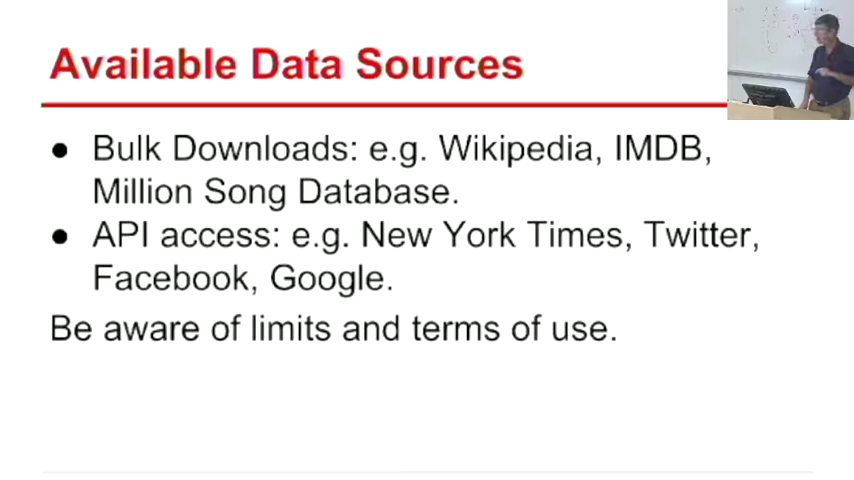 Available Data Sources
● Bulk Downloads: e.g. Wikipedia, IMDB,
Million Song Database.
● API access: e.g. New York Times, Twitter,
Facebook, Google.
Be aware of limits and terms of use.